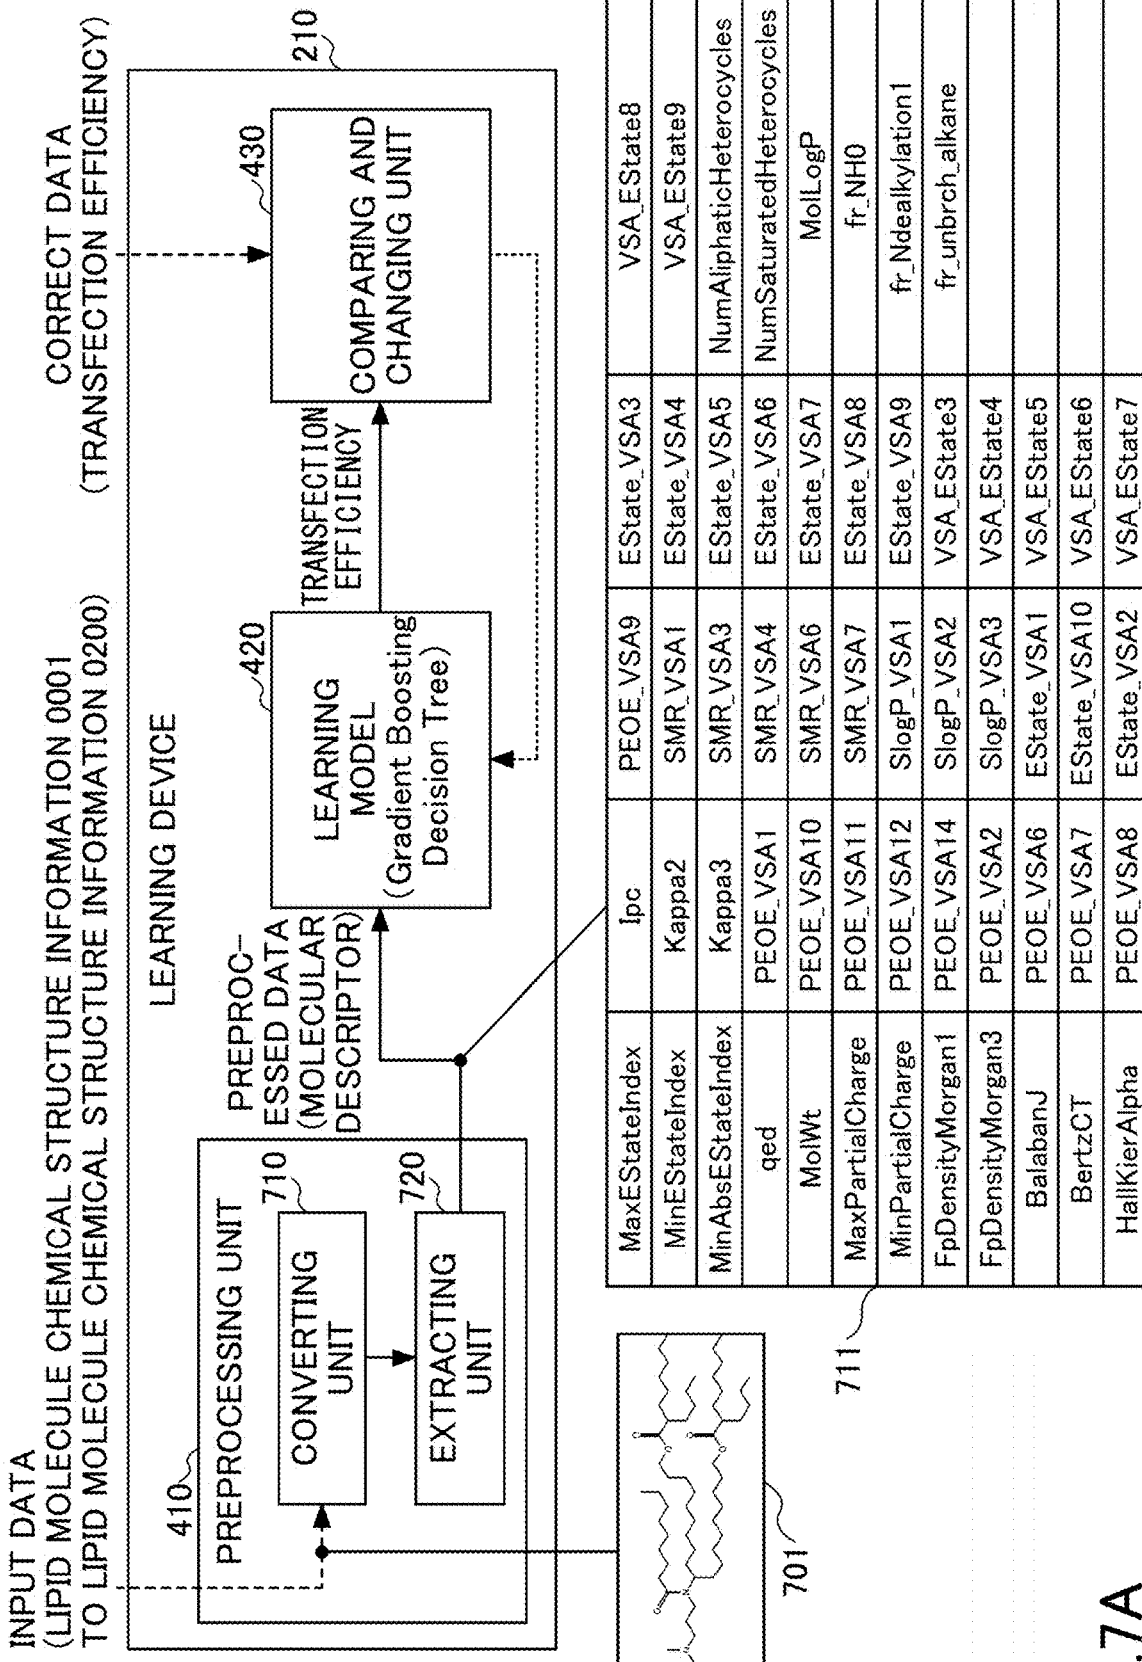 INPUT DATA
(LIPID MOLECULE CHEMICAL STRUCTURE INFORMATION 0001
TO LIPID MOLECULE CHEMICAL STRUCTURE INFORMATION 0200)
CORRECT DATA
(TRANSFECTION EFFICIENCY)
LEARNING DEVICE
210
410
PREPROCESSING UNIT
710
CONVERTING
UNIT
720
EXTRACTING
UNIT
PREPROC-
ESSED DATA
(MOLECULAR
DESCRIPTOR)
420
LEARNING
MODEL
(Gradient Boosting
Decision Tree)
TRANSFECTION
EFFICIENCY
430
COMPARING AND
CHANGING UNIT
701
711
MaxEStateIndex Ipc PEOE_VSA9 EState_VSA3 VSA_EState8
MinEStateIndex Kappa2 SMR_VSA1 EState_VSA4 VSA_EState9
MinAbsEStateIndex Kappa3 SMR_VSA3 EState_VSA5 NumAliphaticHeterocycles
qed PEOE_VSA1 SMR_VSA4 EState_VSA6 NumSaturatedHeterocycles
MolWt PEOE_VSA10 SMR_VSA6 EState_VSA7 MolLogP
MaxPartialCharge PEOE_VSA11 SMR_VSA7 EState_VSA8 fr_NH0
MinPartialCharge PEOE_VSA12 SlogP_VSA1 EState_VSA9 fr_Ndealkylation1
FpDensityMorgan1 PEOE_VSA14 SlogP_VSA2 VSA_EState3 fr_unbrch_alkane
FpDensityMorgan3 PEOE_VSA2 SlogP_VSA3 VSA_EState4
BalabanJ PEOE_VSA6 EState_VSA1 VSA_EState5
BertzCT PEOE_VSA7 EState_VSA10 VSA_EState6
HallKierAlpha PEOE_VSA8 EState_VSA2 VSA_EState7
.7A